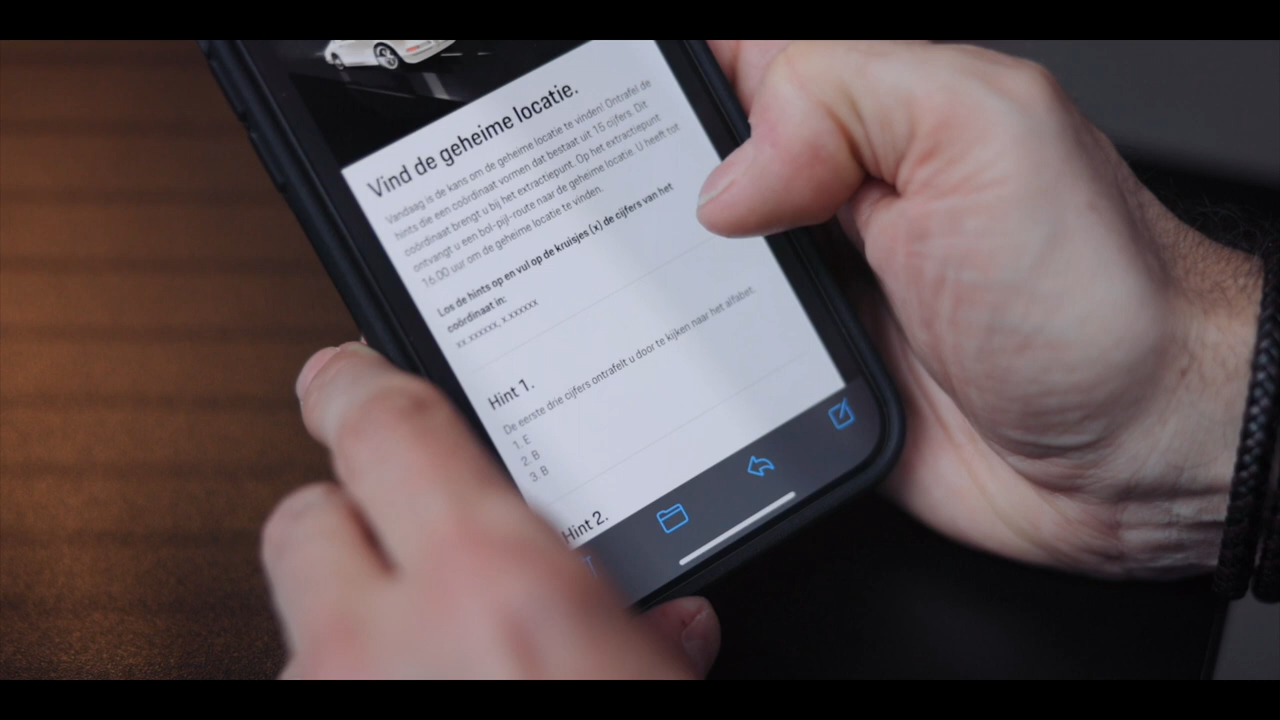 Vind de geheime locatie.
Vandaag is de kans om de geheime locatie te vinden! Ontrafel de
hints die een coördinaat vormen dat bestaat uit 15 cijfers. Dit
coördinaat brengt u bij het extractiepunt. Op het extractiepunt
ontvangt u een bol-pijl-route naar de geheime locatie. U heeft tot
16.00 uur om de geheime locatie te vinden.
Los de hints op en vul op de kruisjes (x) de cijfers van het
coördinaat in:
xx.xxxxxx, x.xxxxxx
Hint 1.
De eerste drie cijfers ontrafelt u door te kijken naar het alfabet.
1. E
2. B
3. B
Hint 2.